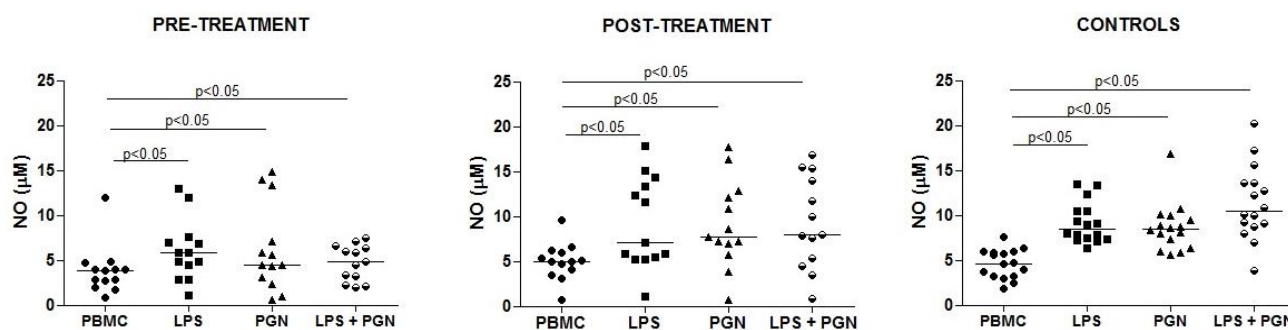 PRE-TREATMENT
NO (µM)
25
20
15
10
5
0
p<0.05
p<0.05
p<0.05
PBMC LPS PGN LPS + PGN
POST-TREATMENT
NO (µM)
25
20
15
10
5
0
p<0.05
p<0.05
p<0.05
PBMC LPS PGN LPS + PGN
CONTROLS
NO (µM)
25
20
15
10
5
0
p<0.05
p<0.05
p<0.05
PBMC LPS PGN LPS + PGN